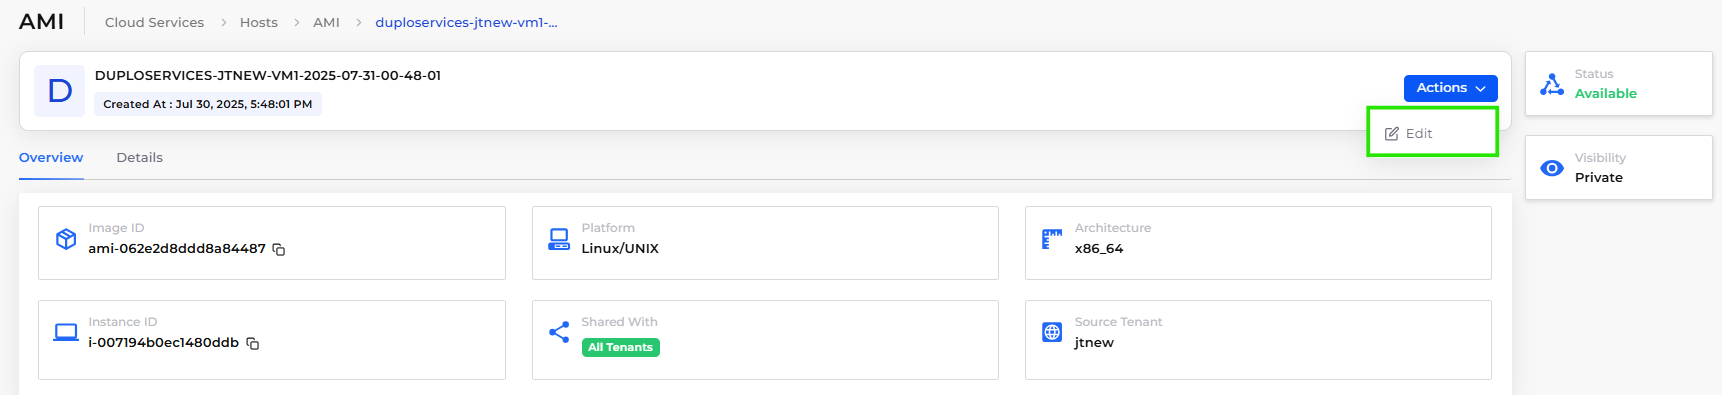 AMI
Cloud Services > Hosts > AMI > duploservices-jtnew-vm1-...
D
DUPLOSERVICES-JTNEW-VM1-2025-07-31-00-48-01
Created At : Jul 30, 2025, 5:48:01 PM
Actions
Edit
Status
Available
Visibility
Private
Overview
Details
Image ID
ami-062e2d8ddd8a84487
Platform
Linux/UNIX
Architecture
x86_64
Instance ID
i-007194b0ec1480ddb
Shared With
All Tenants
Source Tenant
jtnew